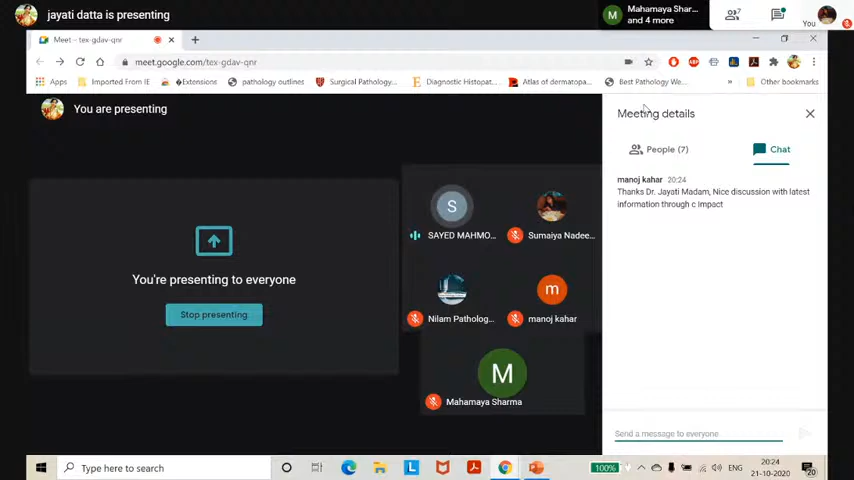 jayati datta is presenting
M
Mahamaya Shar...
and 4 more
7
You
Meet – tex-gdav-qnr
meet.google.com/tex-gdav-qnr
Apps
Imported From IE
Extensions
pathology outlines
Surgical Pathology...
Diagnostic Histopat...
Atlas of dermatopa...
Best Pathology We...
»
Other bookmarks
You are presenting
Meeting details
People (7)
Chat
manoj kahar 20:24
Thanks Dr. Jayati Madam, Nice discussion with latest
information through c Impact
S
SAYED MAHMO...
Sumaiya Nadee...
You're presenting to everyone
Stop presenting
m
Nilam Patholog...
manoj kahar
M
Mahamaya Sharma
Send a message to everyone
Type here to search
100%
ENG
20:24
21-10-2020
20